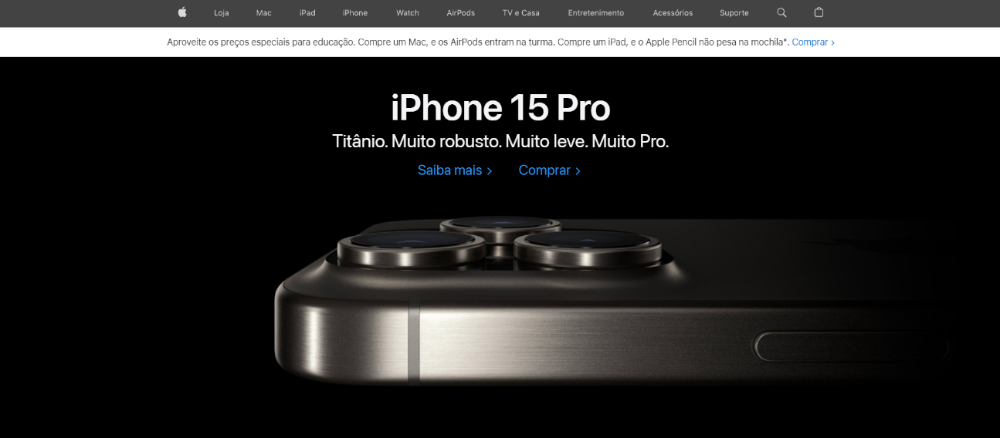 Loja Mac iPad iPhone Watch AirPods TV e Casa Entretenimento Acessórios Suporte
Aproveite os preços especiais para educação. Compre um Mac, e os AirPods entram na turma. Compre um iPad, e o Apple Pencil não pesa na mochila*. Comprar >
iPhone 15 Pro
Titânio. Muito robusto. Muito leve. Muito Pro.
Saiba mais > Comprar >